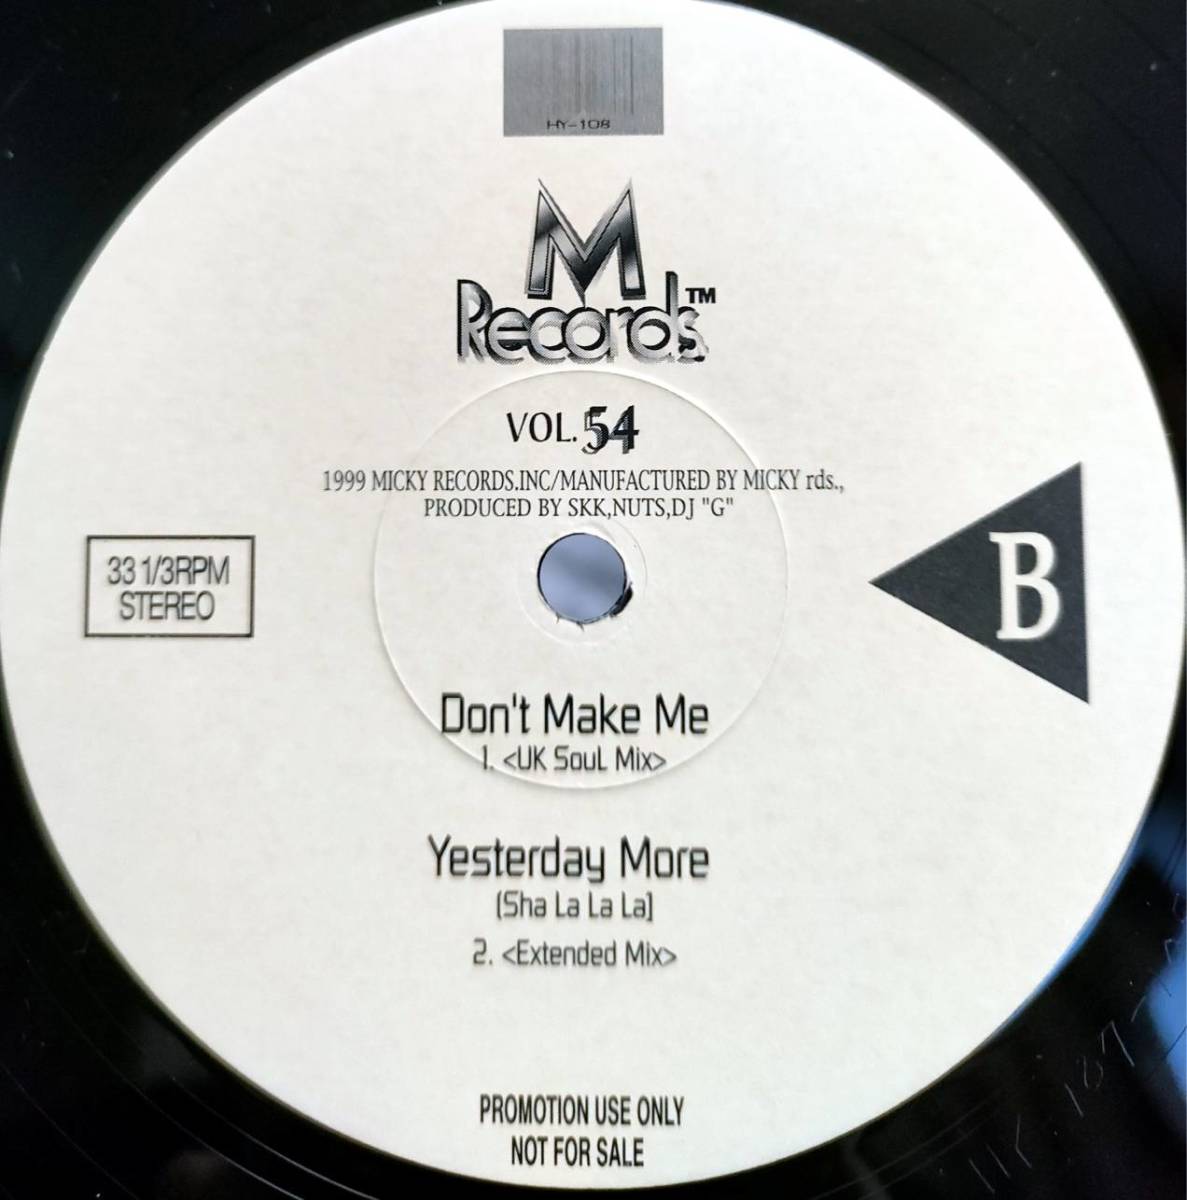 HY-108
M
Records™
VOL. 54
1999 MICKY RECORDS.INC/MANUFACTURED BY MICKY rds.,
PRODUCED BY SKK,NUTS,DJ "G"
33 1/3RPM
STEREO
B
Don't Make Me
1. <UK SouL Mix>
Yesterday More
(Sha La La La)
2. <Extended Mix>
PROMOTION USE ONLY
NOT FOR SALE